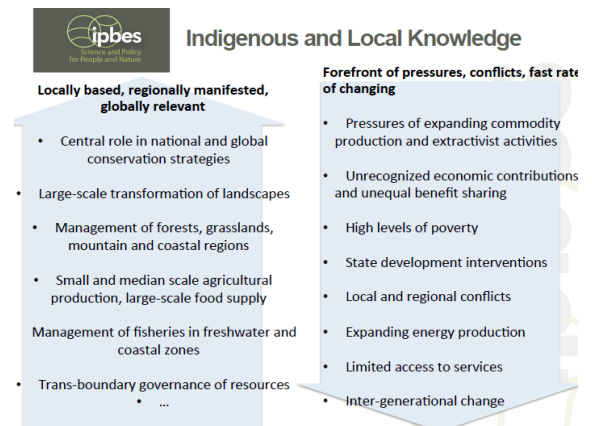 ipbes
Science and Policy
for People and Nature
Indigenous and Local Knowledge
Locally based, regionally manifested,
globally relevant
• Central role in national and global
conservation strategies
• Large-scale transformation of landscapes
• Management of forests, grasslands,
mountain and coastal regions
• Small and median scale agricultural
production, large-scale food supply
Management of fisheries in freshwater and
coastal zones
• Trans-boundary governance of resources
• ...
Forefront of pressures, conflicts, fast rate
of changing
• Pressures of expanding commodity
production and extractivist activities
• Unrecognized economic contributions
and unequal benefit sharing
• High levels of poverty
• State development interventions
• Local and regional conflicts
• Expanding energy production
• Limited access to services
• Inter-generational change